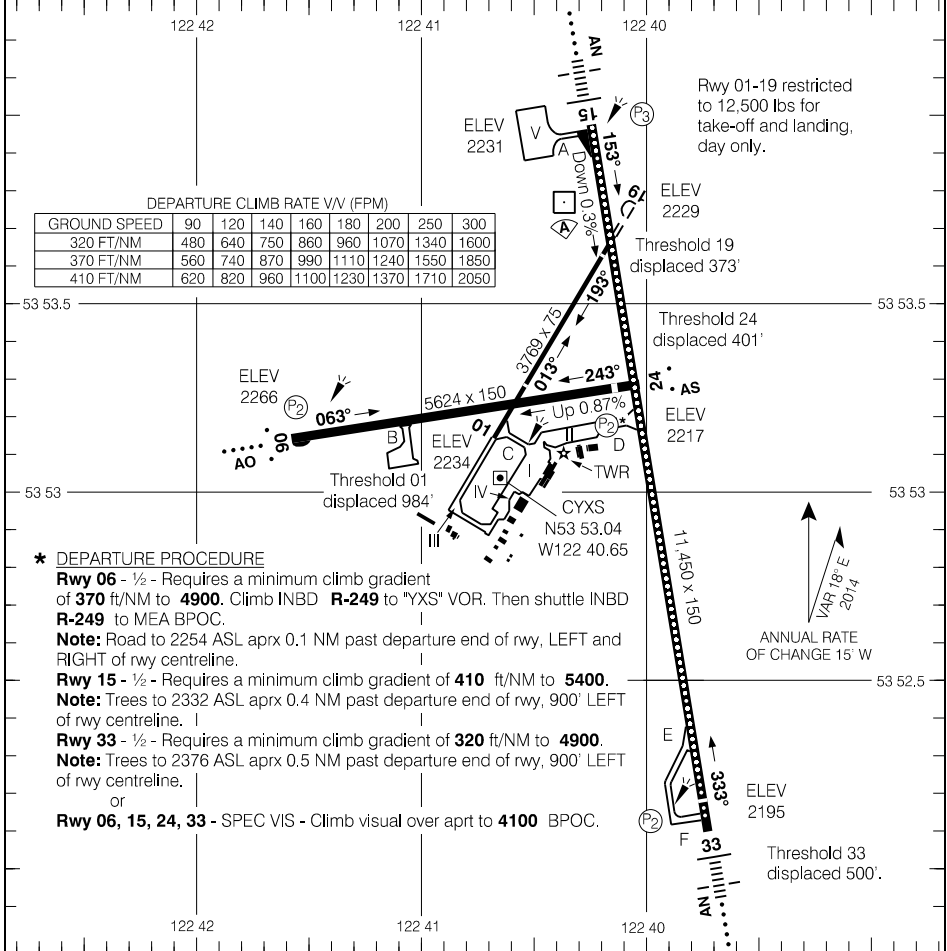 122 42
122 41
122 40
AN
Rwy 01-19 restricted
to 12,500 lbs for
take-off and landing,
day only.
15
P3
ELEV
2231
V
A
153°
Down 0.3%
19
ELEV
2229
A
DEPARTURE CLIMB RATE V/V (FPM)
GROUND SPEED 90 120 140 160 180 200 250 300
320 FT/NM 480 640 750 860 960 1070 1340 1600
370 FT/NM 560 740 870 990 1110 1240 1550 1850
410 FT/NM 620 820 960 1100 1230 1370 1710 2050
Threshold 19
displaced 373'
193°
53 53.5
53 53.5
3769 x 75
013°
Threshold 24
displaced 401'
ELEV
2266
P2
063°
5624 x 150
243°
24
AS
Up 0.87%
ELEV
2217
06
AO
B
01
ELEV
2234
P2
*
D
C
TWR
Threshold 01
displaced 984'
I
IV
III
53 53
53 53
CYXS
N53 53.04
W122 40.65
11,450 x 150
VAR 18° E
2014
ANNUAL RATE
OF CHANGE 15' W
* DEPARTURE PROCEDURE
Rwy 06 - ½ - Requires a minimum climb gradient
of 370 ft/NM to 4900. Climb INBD R-249 to "YXS" VOR. Then shuttle INBD
R-249 to MEA BPOC.
Note: Road to 2254 ASL aprx 0.1 NM past departure end of rwy, LEFT and
RIGHT of rwy centreline.
Rwy 15 - ½ - Requires a minimum climb gradient of 410 ft/NM to 5400.
Note: Trees to 2332 ASL aprx 0.4 NM past departure end of rwy, 900' LEFT
of rwy centreline.
Rwy 33 - ½ - Requires a minimum climb gradient of 320 ft/NM to 4900.
Note: Trees to 2376 ASL aprx 0.5 NM past departure end of rwy, 900' LEFT
of rwy centreline.
or
Rwy 06, 15, 24, 33 - SPEC VIS - Climb visual over aprt to 4100 BPOC.
53 52.5
E
333°
ELEV
2195
P2
F
33
Threshold 33
displaced 500'.
AN
122 42
122 41
122 40